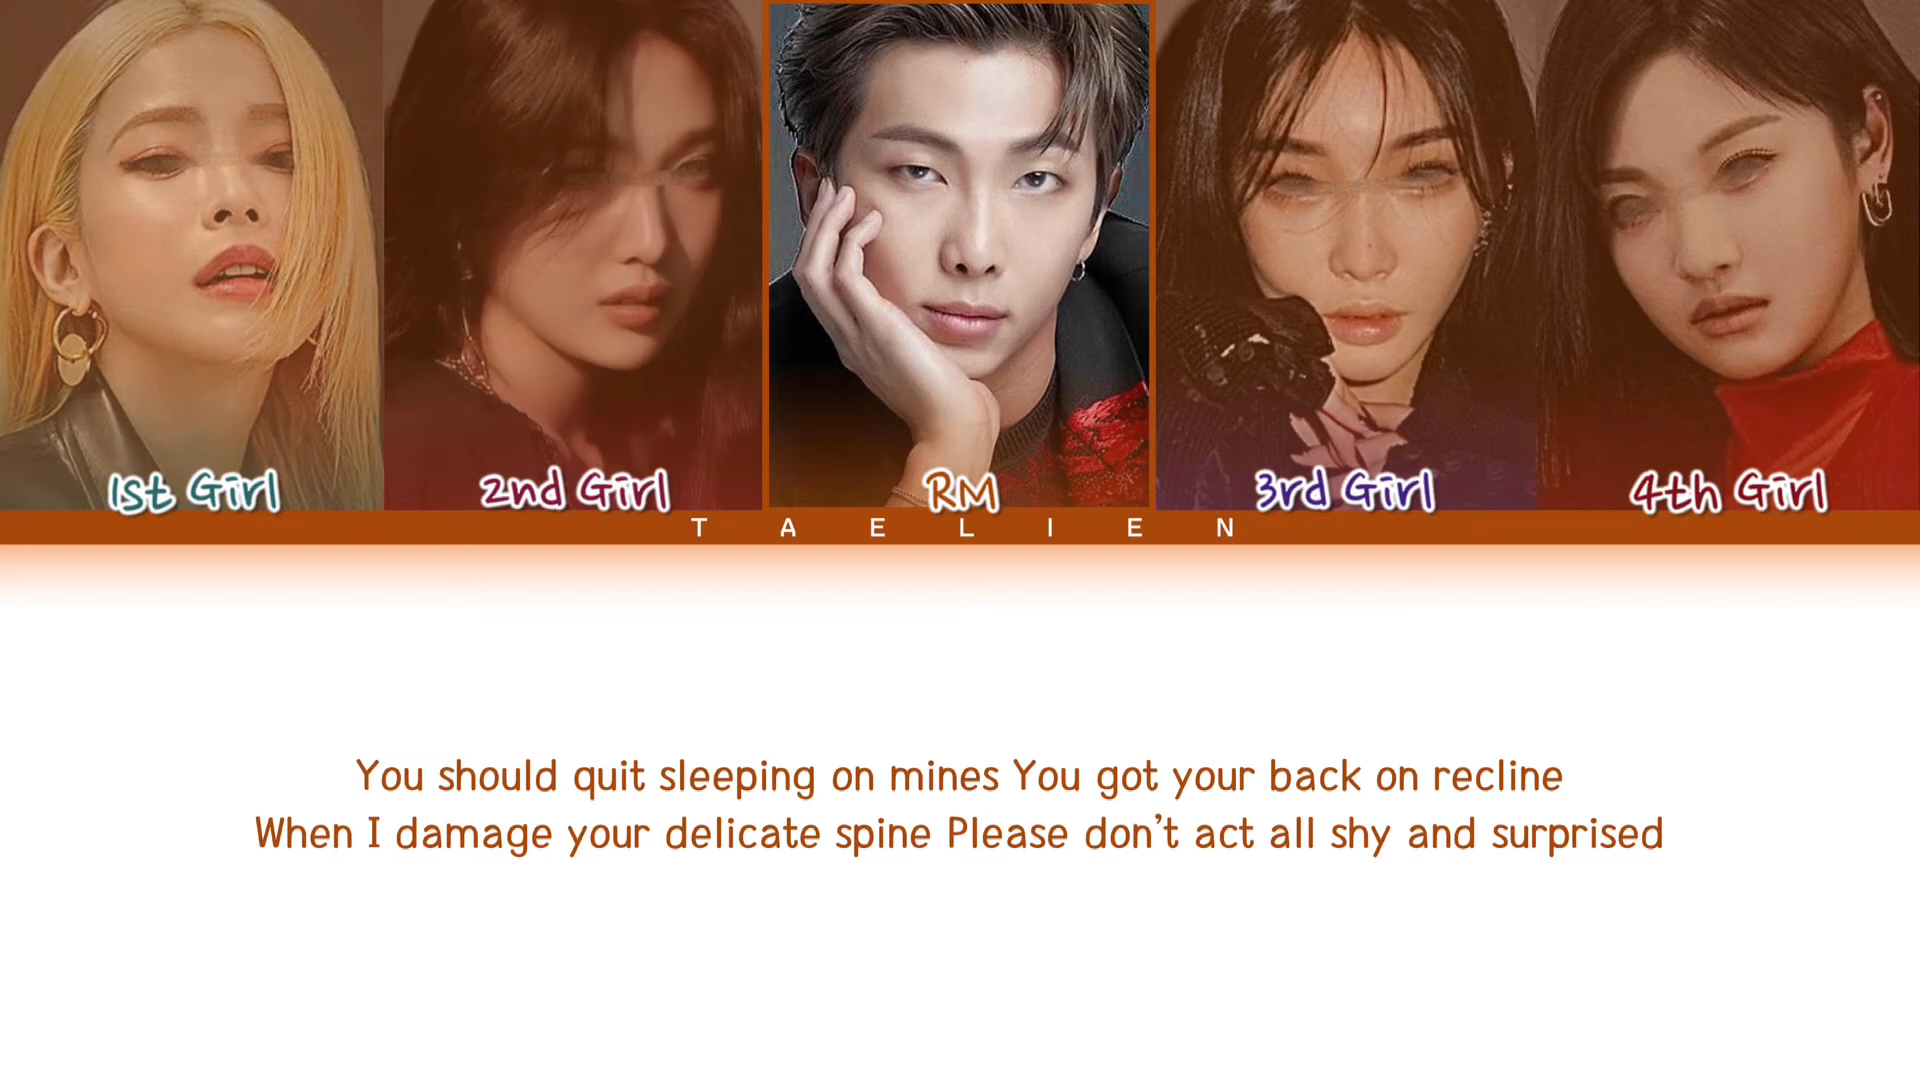 1st Girl
2nd Girl
RM
3rd Girl
4th Girl
TAELIEN
You should quit sleeping on mines You got your back on recline
When I damage your delicate spine Please don't act all shy and surprised